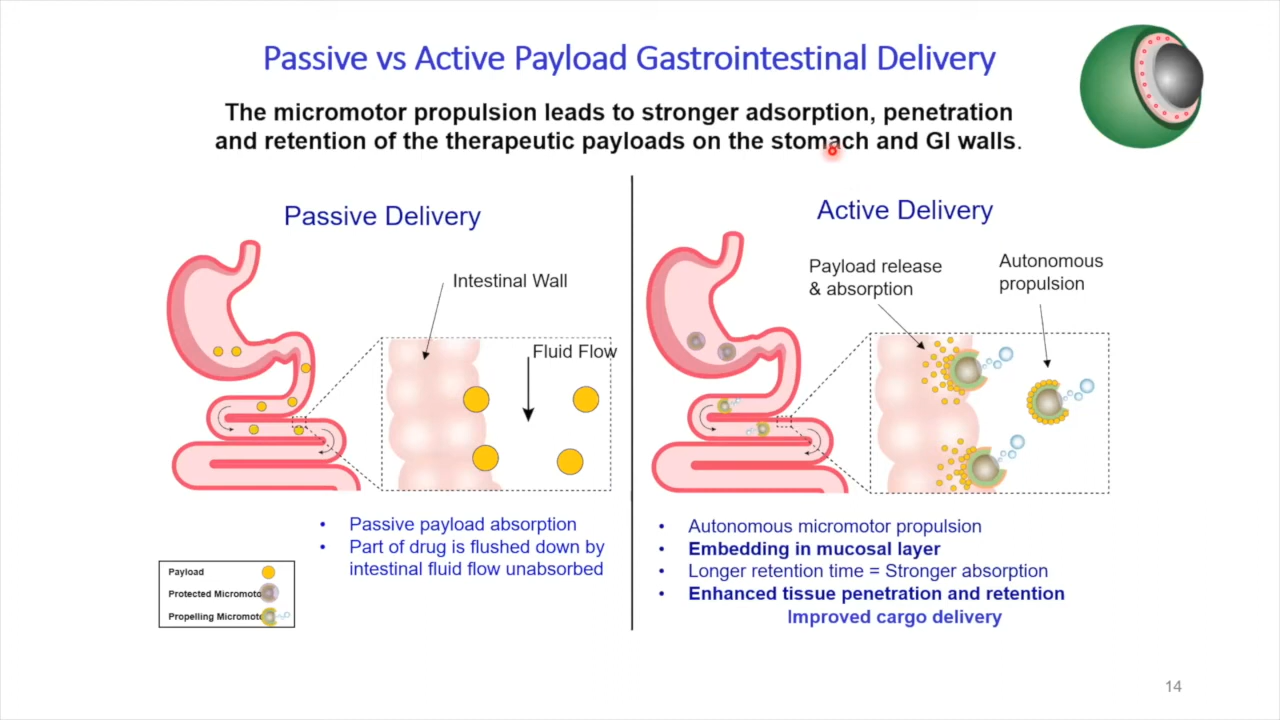 Passive vs Active Payload Gastrointestinal Delivery
The micromotor propulsion leads to stronger adsorption, penetration
and retention of the therapeutic payloads on the stomach and GI walls.
Passive Delivery
Intestinal Wall
Fluid Flow
• Passive payload absorption
• Part of drug is flushed down by
intestinal fluid flow unabsorbed
Payload
Protected Micromoto
Propelling Micromote
Active Delivery
Payload release
& absorption
Autonomous
propulsion
• Autonomous micromotor propulsion
• Embedding in mucosal layer
• Longer retention time = Stronger absorption
• Enhanced tissue penetration and retention
Improved cargo delivery
14